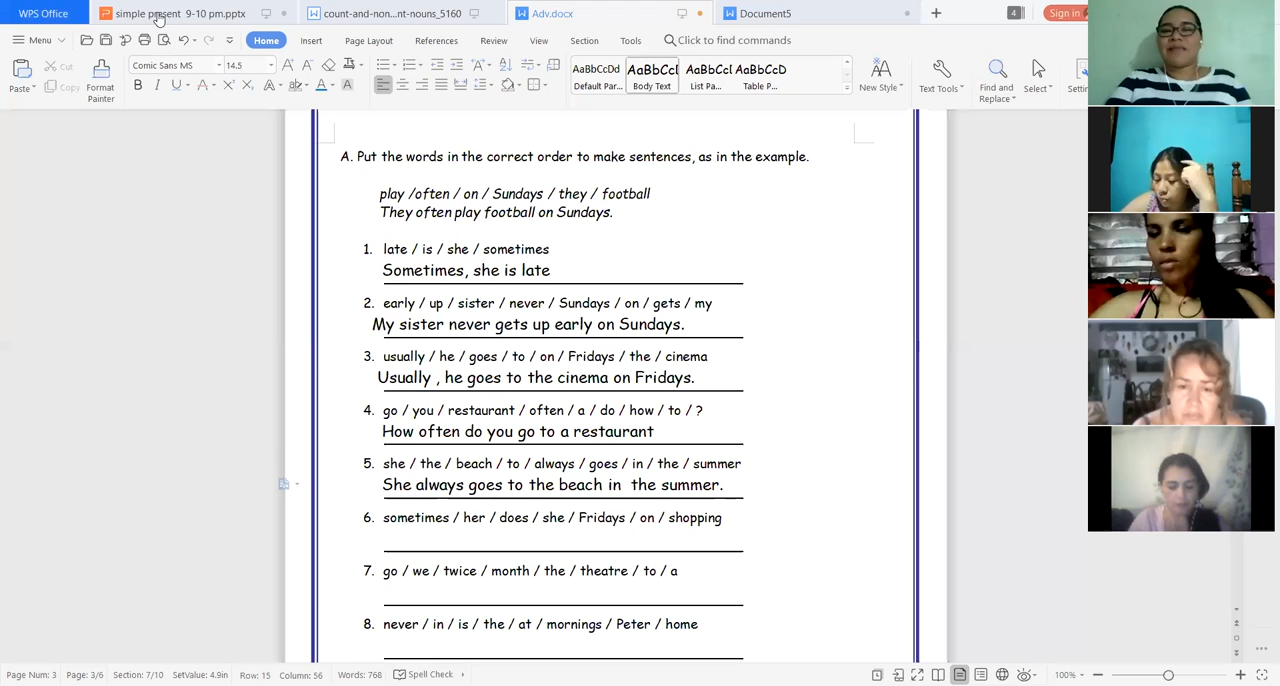 WPS Office simple present 9-10 pm.pptx count-and-non...nt-nouns_5160 Adv.docx Document5 + 4 Sign in
Menu Home Insert Page Layout References Review View Section Tools Click to find commands
Paste Cut Copy Format Painter Comic Sans MS 14.5 AaBbCcDd Default Par... AaBbCcI Body Text AaBbCcI List Pa... AaBbCcD Table P... New Style Text Tools Find and Replace Select
A. Put the words in the correct order to make sentences, as in the example.
play /often / on / Sundays / they / football
They often play football on Sundays.
1. late / is / she / sometimes
Sometimes, she is late
2. early / up / sister / never / Sundays / on / gets / my
My sister never gets up early on Sundays.
3. usually / he / goes / to / on / Fridays / the / cinema
Usually , he goes to the cinema on Fridays.
4. go / you / restaurant / often / a / do / how / to / ?
How often do you go to a restaurant
5. she / the / beach / to / always / goes / in / the / summer
She always goes to the beach in the summer.
6. sometimes / her / does / she / Fridays / on / shopping
7. go / we / twice / month / the / theatre / to / a
8. never / in / is / the / at / mornings / Peter / home
Page Num: 3 Page: 3/6 Section: 7/10 SetValue: 4.9in Row: 15 Column: 56 Words: 768 Spell Check 100%